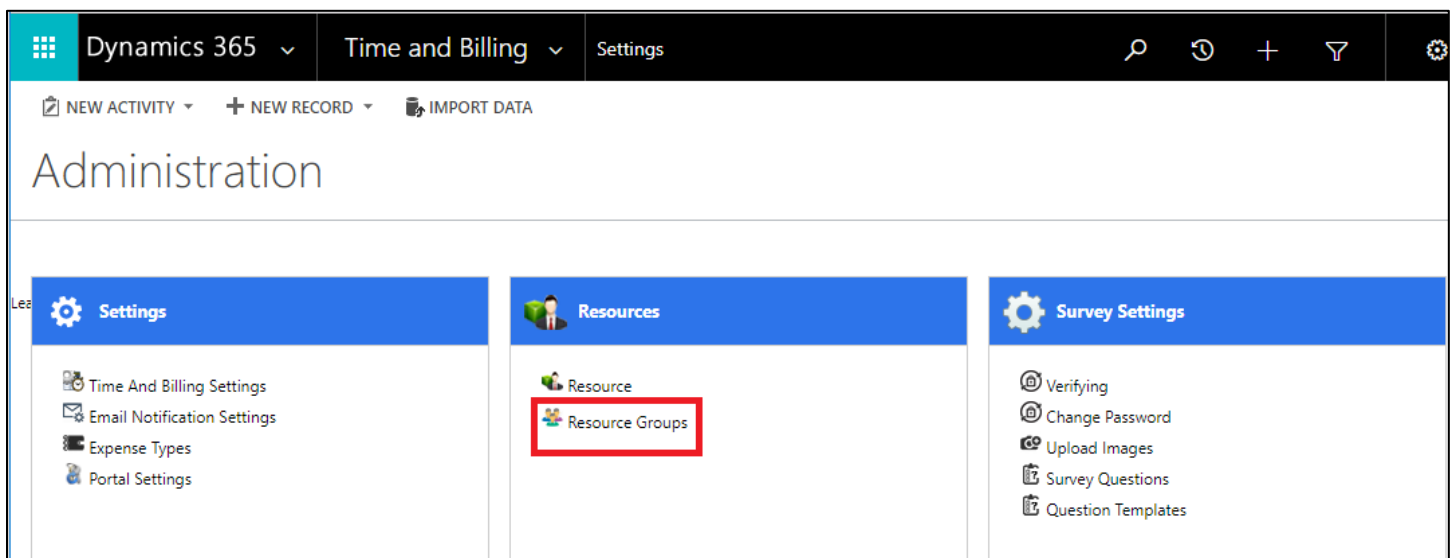 Dynamics 365 Time and Billing Settings
NEW ACTIVITY NEW RECORD IMPORT DATA
Administration
Lea
Settings
Time And Billing Settings
Email Notification Settings
Expense Types
Portal Settings
Resources
Resource
Resource Groups
Survey Settings
Verifying
Change Password
Upload Images
Survey Questions
Question Templates